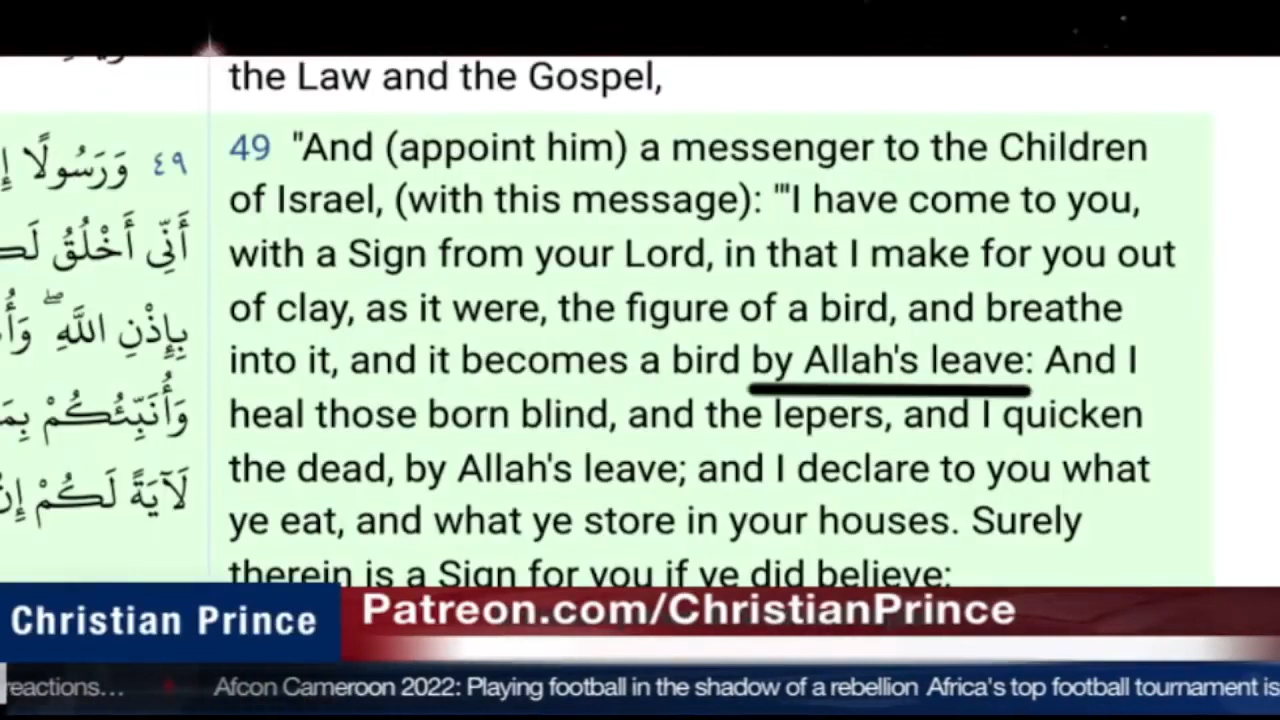 the Law and the Gospel,
49 "And (appoint him) a messenger to the Children
of Israel, (with this message): "'I have come to you,
with a Sign from your Lord, in that I make for you out
of clay, as it were, the figure of a bird, and breathe
into it, and it becomes a bird by Allah's leave: And I
heal those born blind, and the lepers, and I quicken
the dead, by Allah's leave; and I declare to you what
ye eat, and what ye store in your houses. Surely
therein is a Sign for you if ye did believe;
٤٩ وَرَسُولًا
أَنِّي أَخْلُقُ
بِإِذْنِ اللَّهِ ۖ
وَأُنَبِّئُكُمْ
لَآيَةً لَكُمْ
Christian Prince
Patreon.com/ChristianPrince
reactions... Afcon Cameroon 2022: Playing football in the shadow of a rebellion Africa's top football tournament is